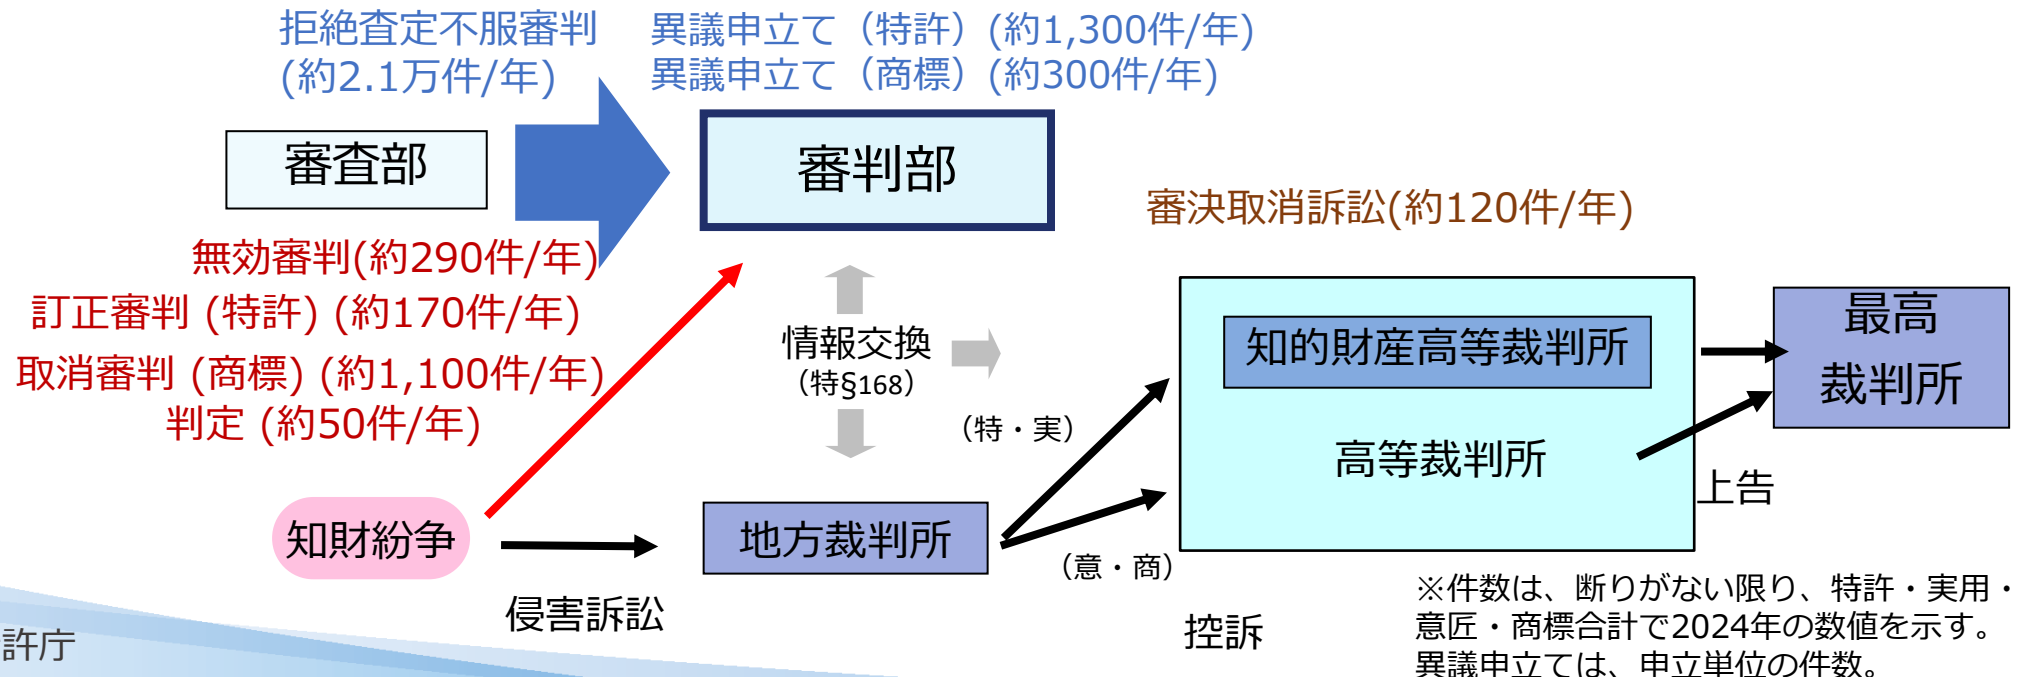 拒絶査定不服審判
(約2.1万件/年)
異議申立て（特許）(約1,300件/年)
異議申立て（商標）(約300件/年)
審査部
審判部
審決取消訴訟(約120件/年)
無効審判(約290件/年)
訂正審判 (特許) (約170件/年)
取消審判 (商標) (約1,100件/年)
判定 (約50件/年)
情報交換
（特§168）
知的財産高等裁判所
高等裁判所
最高
裁判所
（特・実）
（意・商）
上告
知財紛争
地方裁判所
侵害訴訟
控訴
※件数は、断りがない限り、特許・実用・
意匠・商標合計で2024年の数値を示す。
異議申立ては、申立単位の件数。
許庁